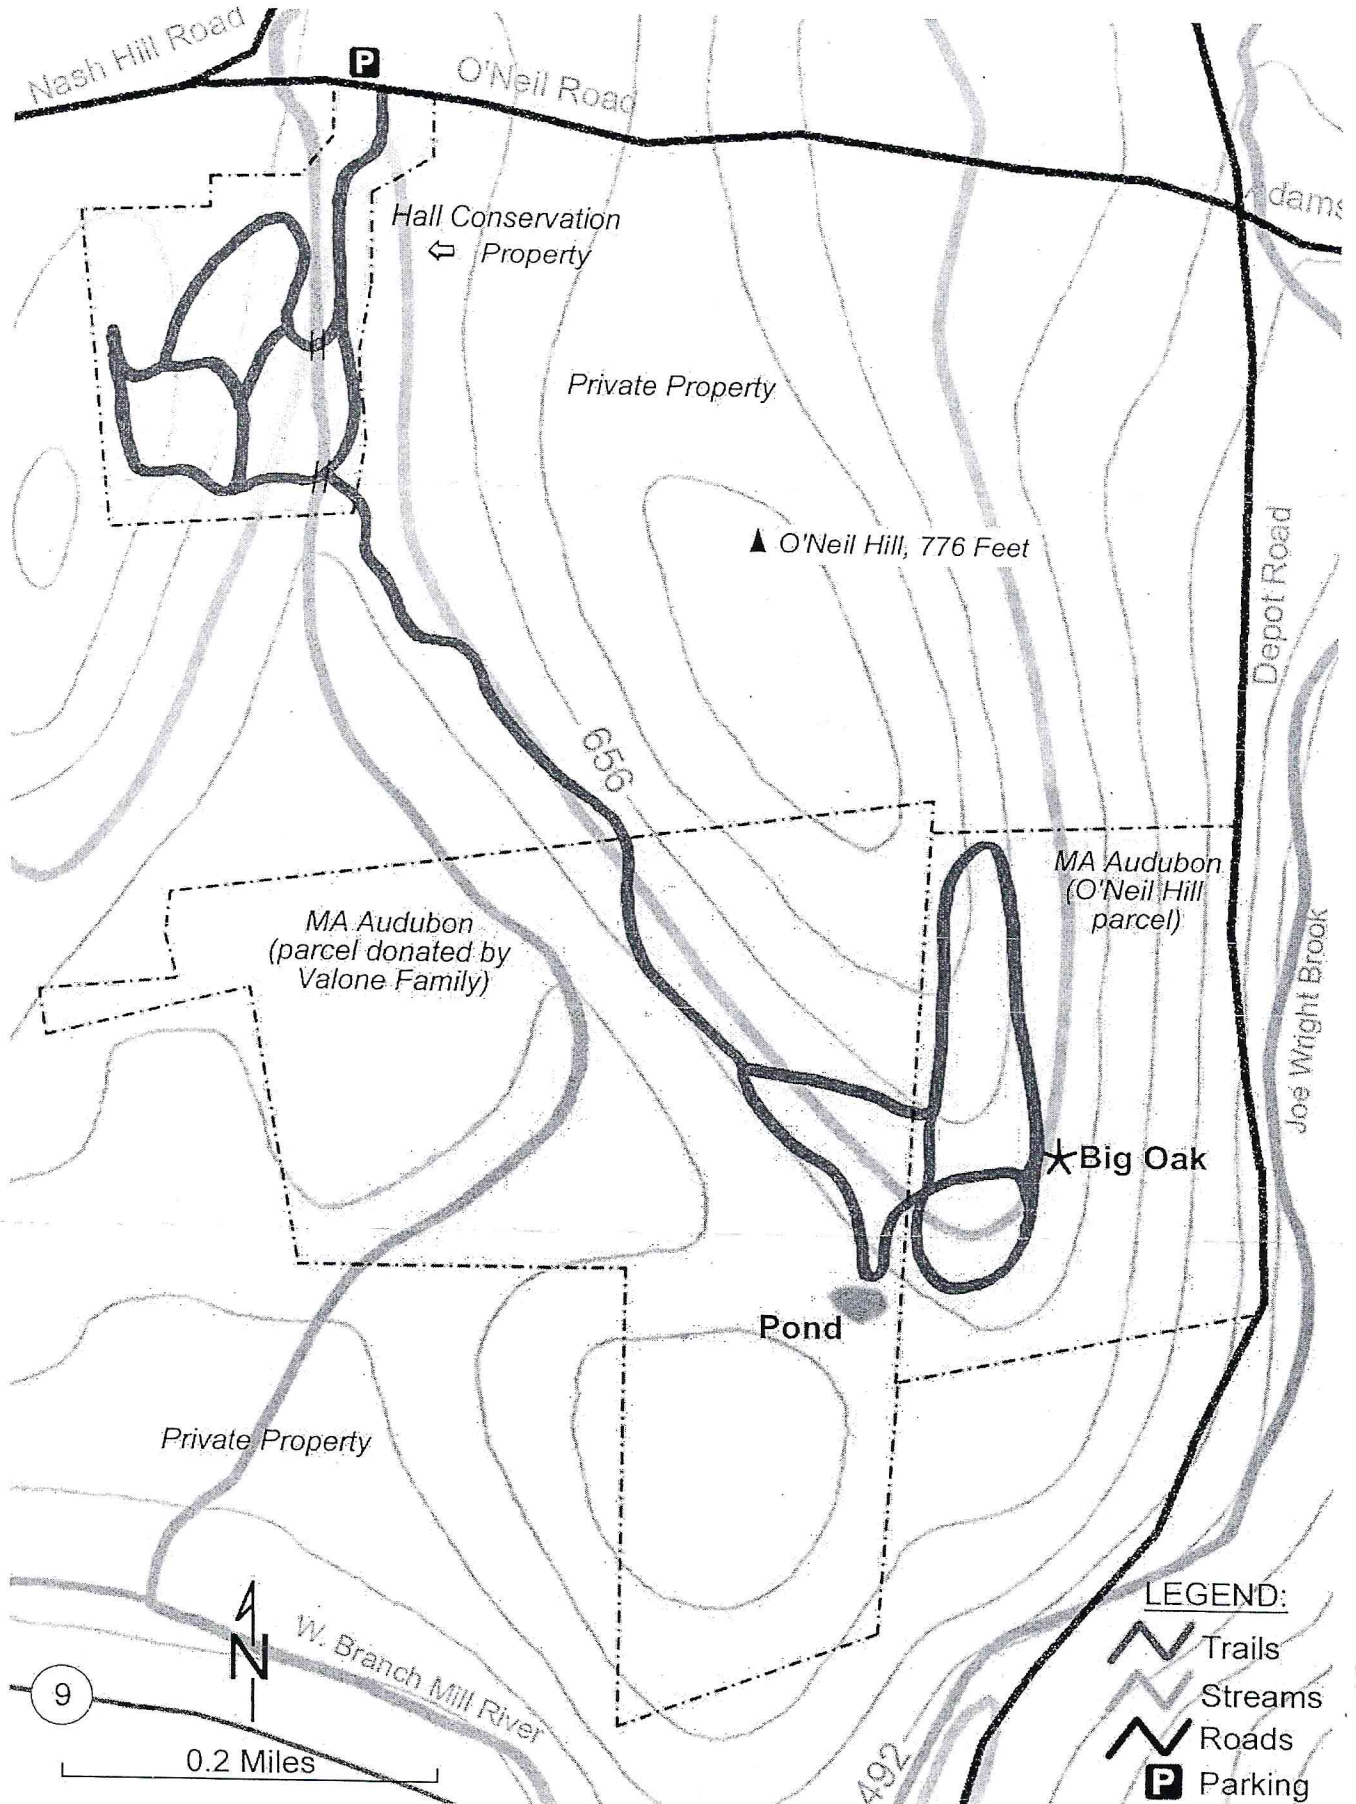 Nash Hill Road
P
O'Neil Road
Adams
Hall Conservation
Property
Private Property
O'Neil Hill, 776 Feet
Depot Road
656
MA Audubon
(O'Neil Hill
parcel)
MA Audubon
(parcel donated by
Valone Family)
Joe Wright Brook
Big Oak
Pond
Private Property
N
W. Branch Mill River
9
0.2 Miles
492
LEGEND:
Trails
Streams
Roads
P Parking